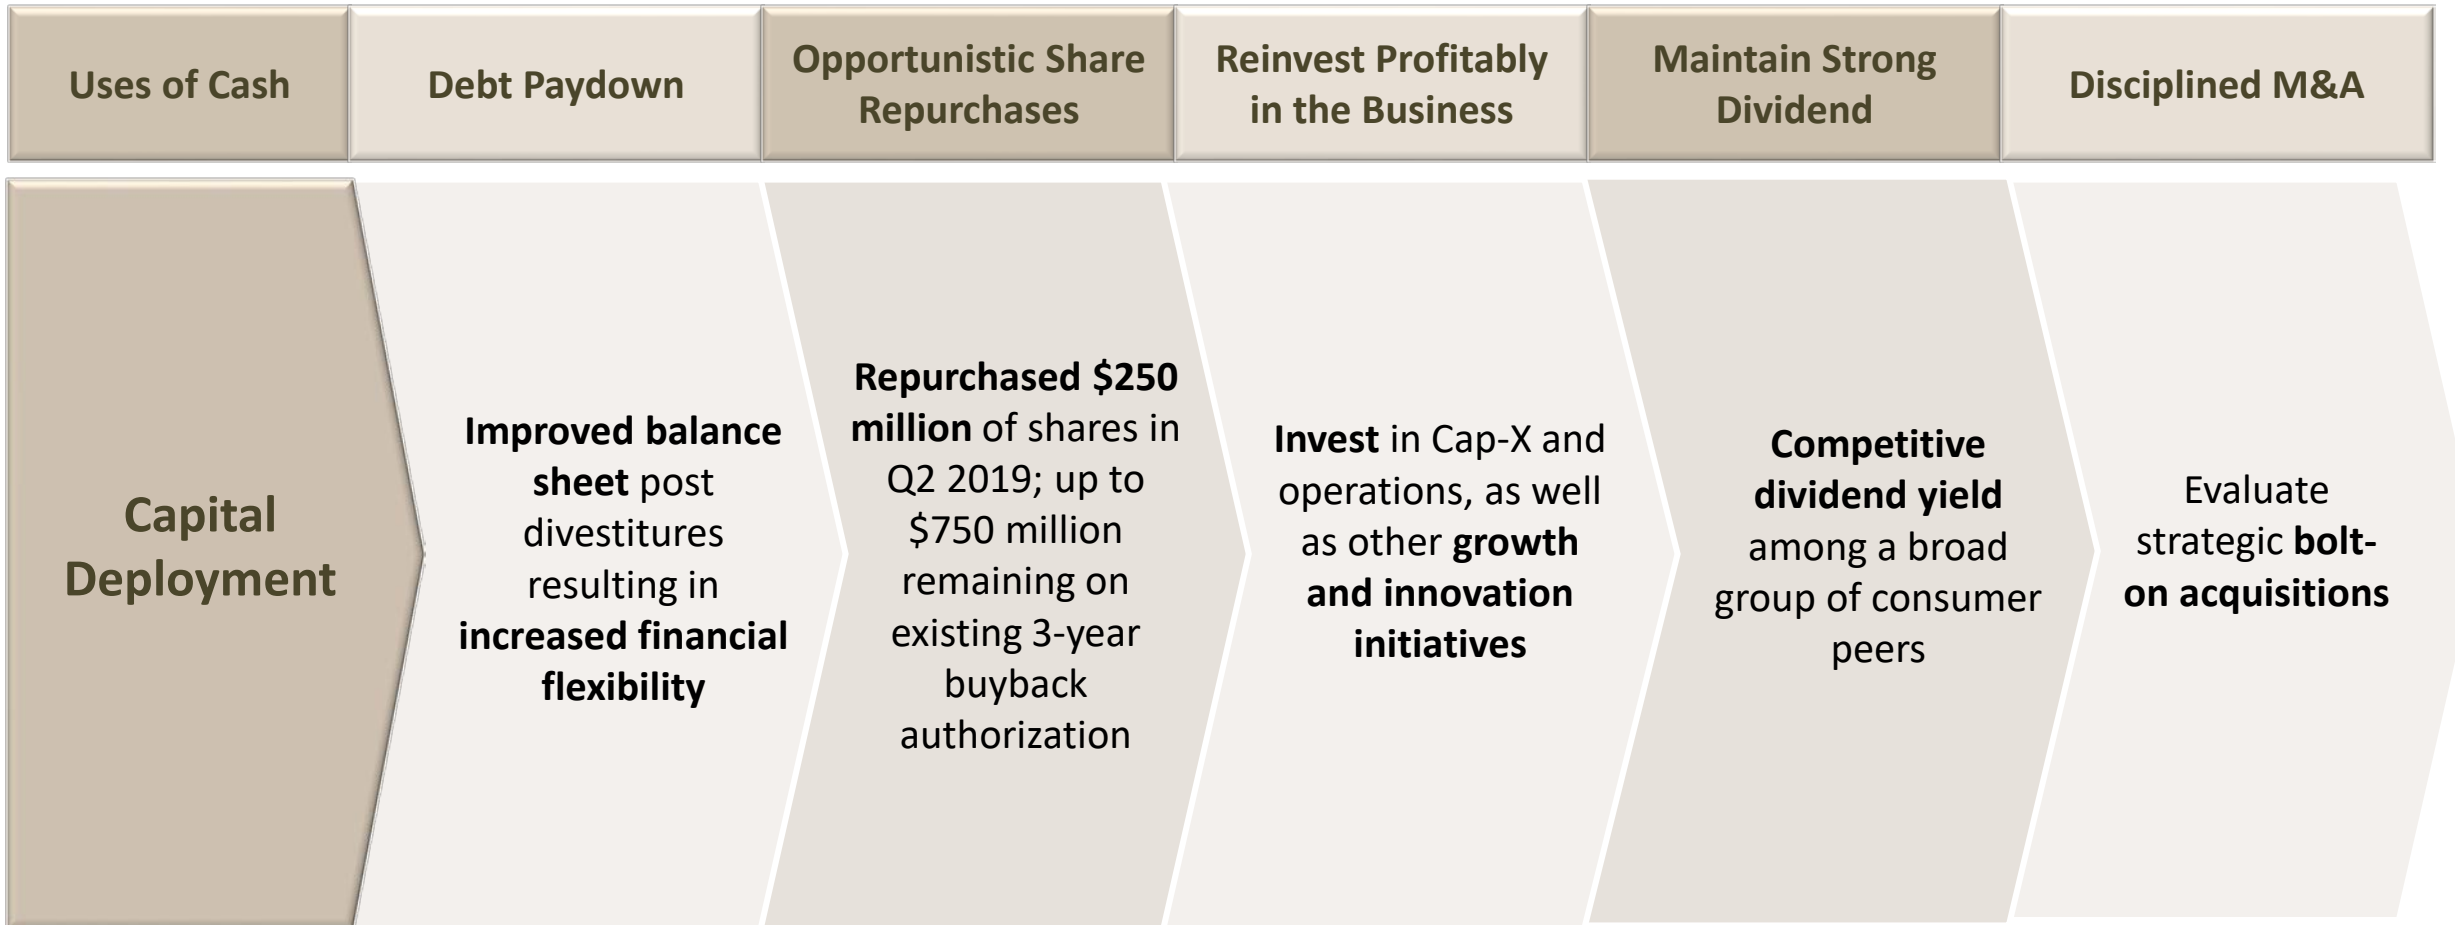 Uses of Cash
Debt Paydown
Opportunistic Share
Repurchases
Reinvest Profitably
in the Business
Maintain Strong
Dividend
Disciplined M&A
Capital
Deployment
Improved balance
sheet post
divestitures
resulting in
increased financial
flexibility
Repurchased $250
million of shares in
Q2 2019; up to
$750 million
remaining on
existing 3-year
buyback
authorization
Invest in Cap-X and
operations, as well
as other growth
and innovation
initiatives
Competitive
dividend yield
among a broad
group of consumer
peers
Evaluate
strategic bolt-
on acquisitions